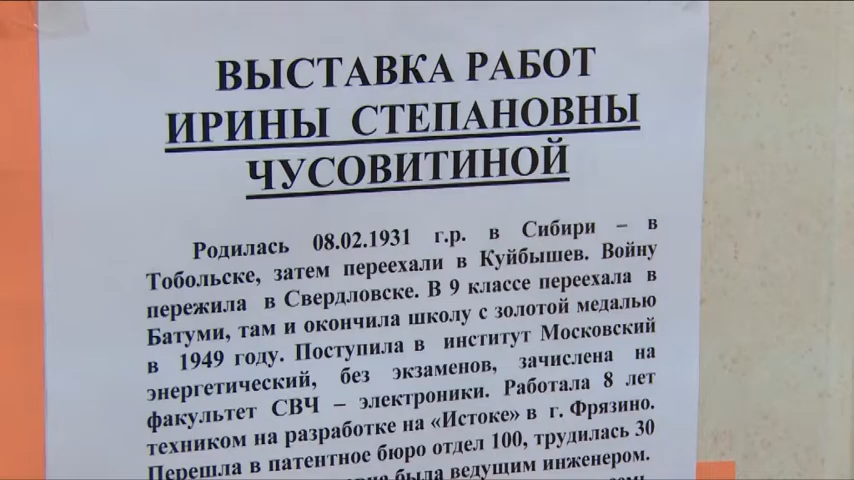 ВЫСТАВКА РАБОТ
ИРИНЫ СТЕПАНОВНЫ
ЧУСОВИТИНОЙ
Родилась 08.02.1931 г.р. в Сибири – в
Тобольске, затем переехали в Куйбышев. Войну
пережила в Свердловске. В 9 классе переехала в
Батуми, там и окончила школу с золотой медалью
в 1949 году. Поступила в институт Московский
энергетический, без экзаменов, зачислена на
факультет СВЧ – электроники. Работала 8 лет
техником на разработке на «Истоке» в г. Фрязино.
Перешла в патентное бюро отдел 100, трудилась 30
была ведущим инженером.